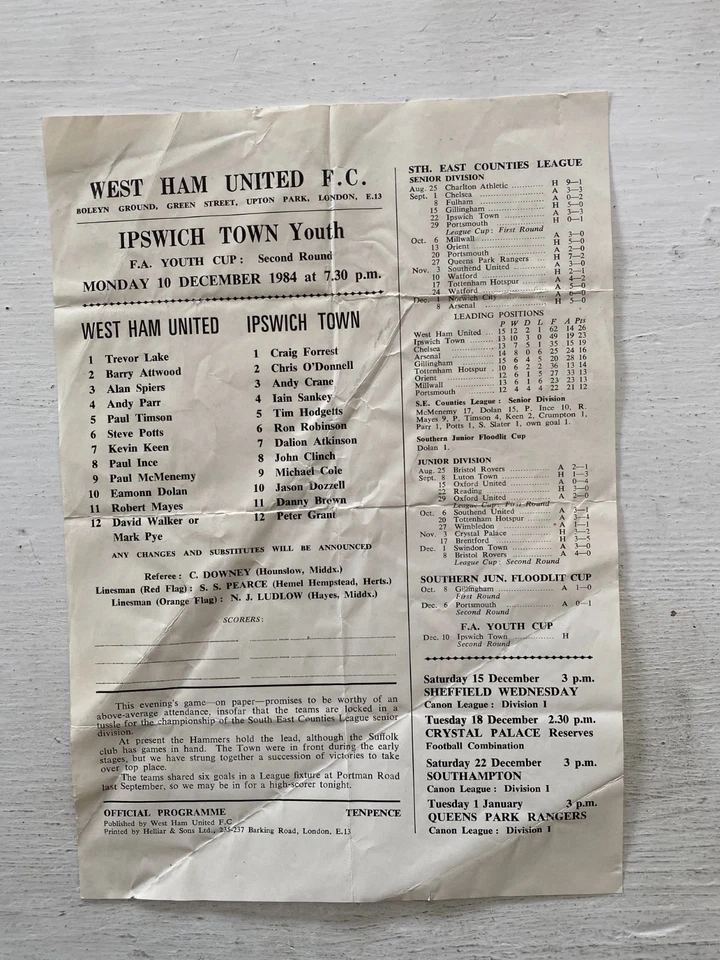 WEST HAM UNITED F.C.
BOLEYN GROUND, GREEN STREET, UPTON PARK, LONDON, E.13
IPSWICH TOWN Youth
F.A. YOUTH CUP: Second Round
MONDAY 10 DECEMBER 1984 at 7.30 p.m.
WEST HAM UNITED
1 Trevor Lake
2 Barry Attwood
3 Alan Spiers
4 Andy Parr
5 Paul Timson
6 Steve Potts
7 Kevin Keen
8 Paul Ince
9 Paul McMenemy
10 Eamonn Dolan
11 Robert Mayes
12 David Walker or
Mark Pye
IPSWICH TOWN
1 Craig Forrest
2 Chris O'Donnell
3 Andy Crane
4 Iain Sankey
5 Tim Hodgetts
6 Ron Robinson
7 Dalion Atkinson
8 John Clinch
9 Michael Cole
10 Jason Dozzell
11 Danny Brown
12 Peter Grant
ANY CHANGES AND SUBSTITUTES WILL BE ANNOUNCED
Referee: C. DOWNEY (Hounslow, Middx.)
Linesman (Red Flag): S. S. PEARCE (Hemel Hempstead, Herts.)
Linesman (Orange Flag): N. J. LUDLOW (Hayes, Middx.)
SCORERS:
This evening's game—on paper—promises to be worthy of an
above-average attendance, insofar that the teams are locked in a
tussle for the championship of the South East Counties League senior
division.
At present the Hammers hold the lead, although the Suffolk
club has games in hand. The Town were in front during the early
stages, but we have strung together a succession of victories to take
over top place.
The teams shared six goals in a League fixture at Portman Road
last September, so we may be in for a high-scorer tonight.
OFFICIAL PROGRAMME TENPENCE
Published by West Ham United F.C
Printed by Helliar & Sons Ltd., 235-237 Barking Road, London, E.13
STH. EAST COUNTIES LEAGUE
SENIOR DIVISION
Aug. 25 Charlton Athletic H 9—1
Sept. 1 Chelsea A 3—3
8 Fulham A 0—2
15 Gillingham H 5—0
22 Ipswich Town A 3—3
29 Portsmouth H 0—1
League Cup: First Round
Oct. 6 Millwall A 3—0
13 Orient H 5—0
20 Portsmouth A 2—0
27 Queens Park Rangers H 7—2
Nov. 3 Southend United A 3—0
10 Watford H 2—1
17 Tottenham Hotspur A 4—2
24 Watford A 5—0
Dec. 1 Norwich City A 6—0
8 Arsenal H 5—0
LEADING POSITIONS
P W D L F A Pts
West Ham United 15 12 2 1 62 14 26
Ipswich Town 13 10 3 0 49 19 23
Chelsea 13 7 5 1 35 15 19
Arsenal 14 8 0 6 25 24 16
Gillingham 15 6 4 5 20 28 16
Tottenham Hotspur 10 6 2 2 36 13 14
Orient 12 6 1 5 27 33 13
Millwall 13 6 1 6 23 23 13
Portsmouth 12 4 4 4 22 21 12
S.E. Counties League: Senior Division
McMenemy 17, Dolan 15, P. Ince 10, R.
Mayes 9, P. Timson 4, Keen 2, Crumpton 1,
Parr 1, Potts 1, S. Slater 1, own goal 1.
Southern Junior Floodlit Cup
Dolan 1.
JUNIOR DIVISION
Aug. 25 Bristol Rovers A 2—1
Sept. 8 Luton Town H 1—3
15 Oxford United A 0—4
22 Reading H 3—0
29 Oxford United A 2—0
League Cup: First Round
Oct. 6 Southend United A 5—1
20 Tottenham Hotspur A
27 Wimbledon A 1—1
Nov. 3 Crystal Palace H 3—2
17 Brentford H 3—5
Dec. 1 Swindon Town A 3—0
8 Bristol Rovers A 4—0
League Cup: Second Round
SOUTHERN JUN. FLOODLIT CUP
Oct. 8 Gillingham A 1—0
First Round
Dec. 6 Portsmouth A 0—1
Second Round
F.A. YOUTH CUP
Dec. 10 Ipswich Town H
Second Round
Saturday 15 December 3 p.m.
SHEFFIELD WEDNESDAY
Canon League: Division 1
Tuesday 18 December 2.30 p.m.
CRYSTAL PALACE Reserves
Football Combination
Saturday 22 December 3 p.m.
SOUTHAMPTON
Canon League: Division 1
Tuesday 1 January 3 p.m.
QUEENS PARK RANGERS
Canon League: Division 1